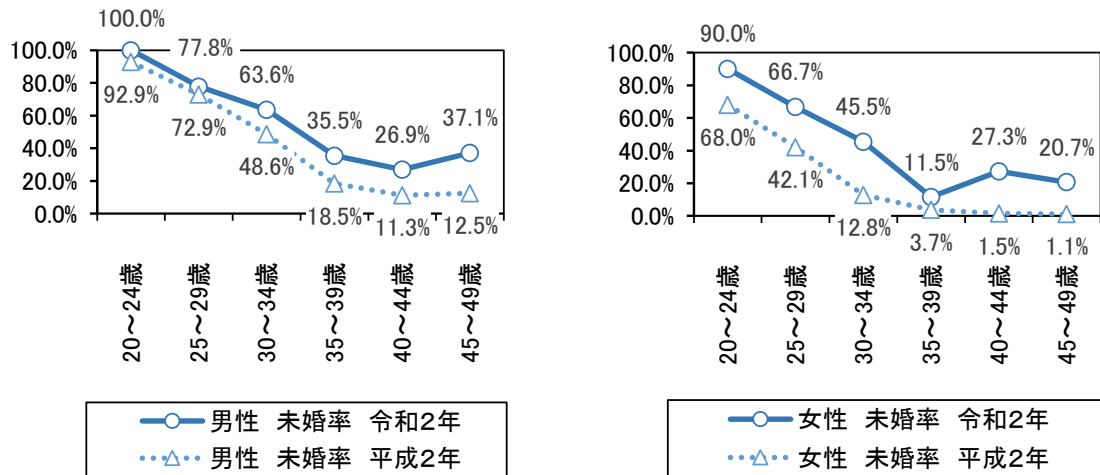 100.0%
77.8%
63.6%
35.5%
26.9%
37.1%
92.9%
72.9%
48.6%
18.5%
11.3%
12.5%
100.0%
80.0%
60.0%
40.0%
20.0%
0.0%
20～24歳
25～29歳
30～34歳
35～39歳
40～44歳
45～49歳
男性 未婚率 令和2年
男性 未婚率 平成2年
90.0%
66.7%
45.5%
11.5%
27.3%
20.7%
68.0%
42.1%
12.8%
3.7%
1.5%
1.1%
100.0%
80.0%
60.0%
40.0%
20.0%
0.0%
20～24歳
25～29歳
30～34歳
35～39歳
40～44歳
45～49歳
女性 未婚率 令和2年
女性 未婚率 平成2年